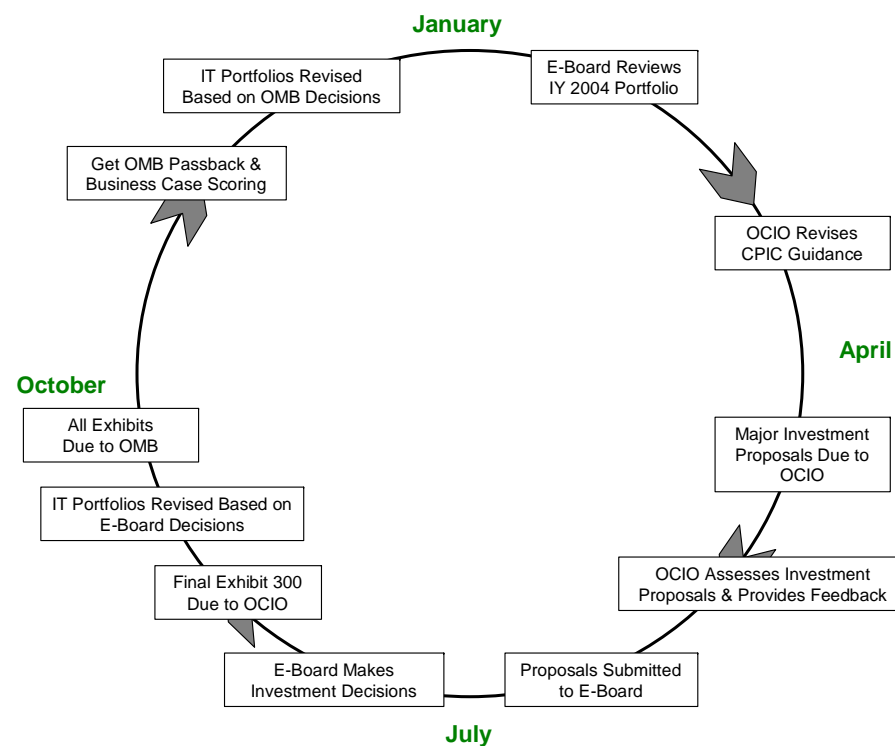 January
E-Board Reviews
IY 2004 Portfolio
OCIO Revises
CPIC Guidance
April
Major Investment
Proposals Due to
OCIO
OCIO Assesses Investment
Proposals & Provides Feedback
Proposals Submitted
to E-Board
July
E-Board Makes
Investment Decisions
Final Exhibit 300
Due to OCIO
IT Portfolios Revised Based on
E-Board Decisions
All Exhibits
Due to OMB
October
Get OMB Passback &
Business Case Scoring
IT Portfolios Revised
Based on OMB Decisions